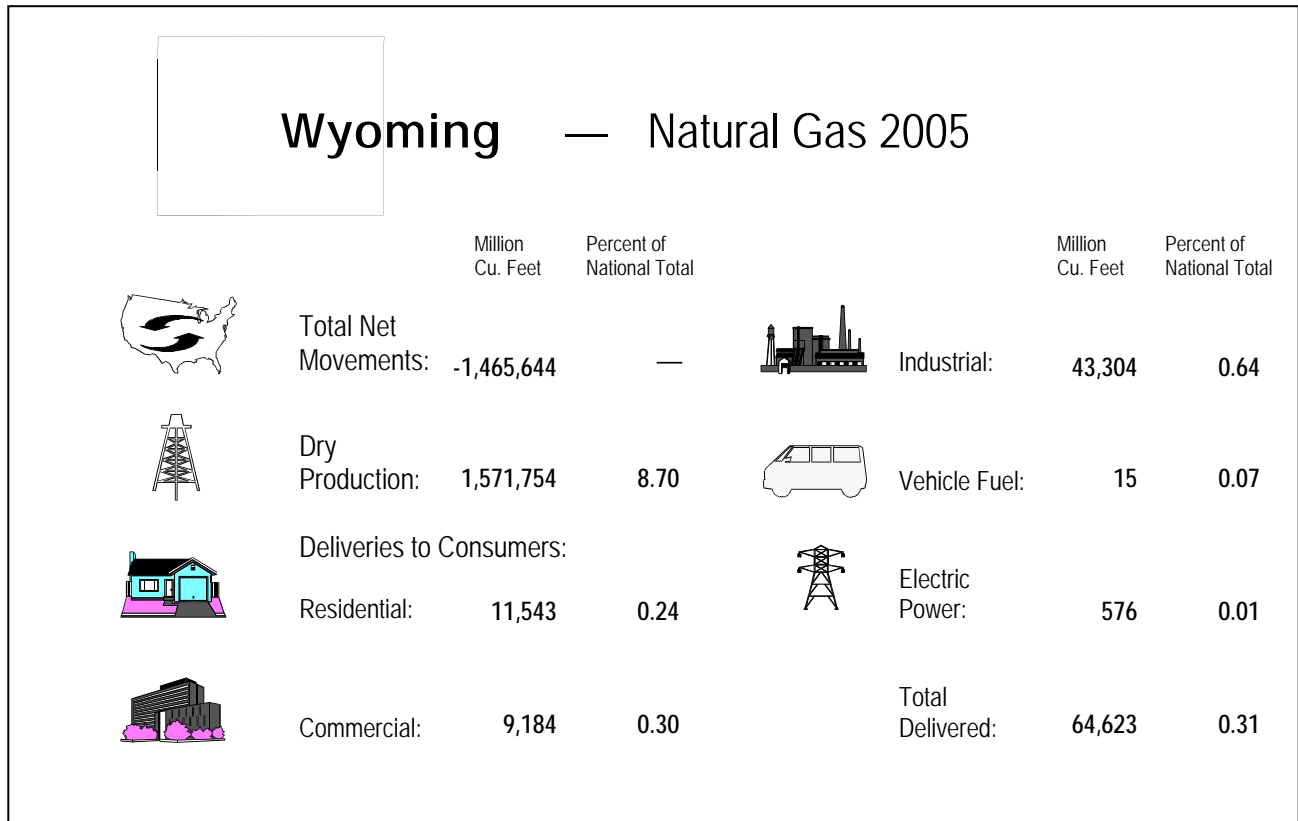 Wyoming — Natural Gas 2005
Million Cu. Feet
Percent of National Total
Million Cu. Feet
Percent of National Total
Total Net Movements: -1,465,644 —
Industrial: 43,304 0.64
Dry Production: 1,571,754 8.70
Vehicle Fuel: 15 0.07
Deliveries to Consumers:
Residential: 11,543 0.24
Electric Power: 576 0.01
Commercial: 9,184 0.30
Total Delivered: 64,623 0.31